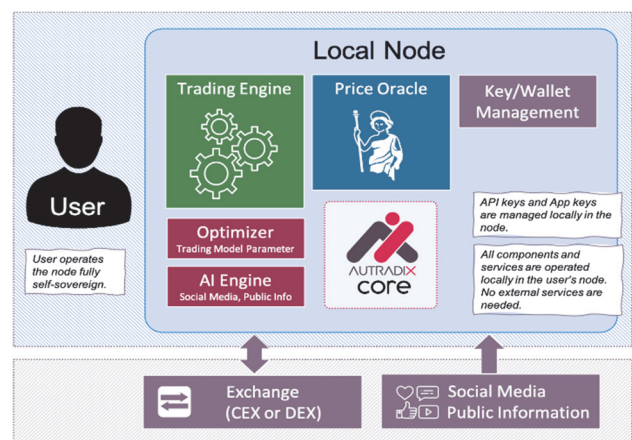 Local Node
Trading Engine
Price Oracle
Key/Wallet
Management
User
User operates
the node fully
self-sovereign.
Optimizer
Trading Model Parameter
AI Engine
Social Media, Public Info
AUTRADIX
core
API keys and App keys
are managed locally in the
node.
All components and
services are operated
locally in the user's node.
No external services are
needed.
Exchange
(CEX or DEX)
Social Media
Public Information